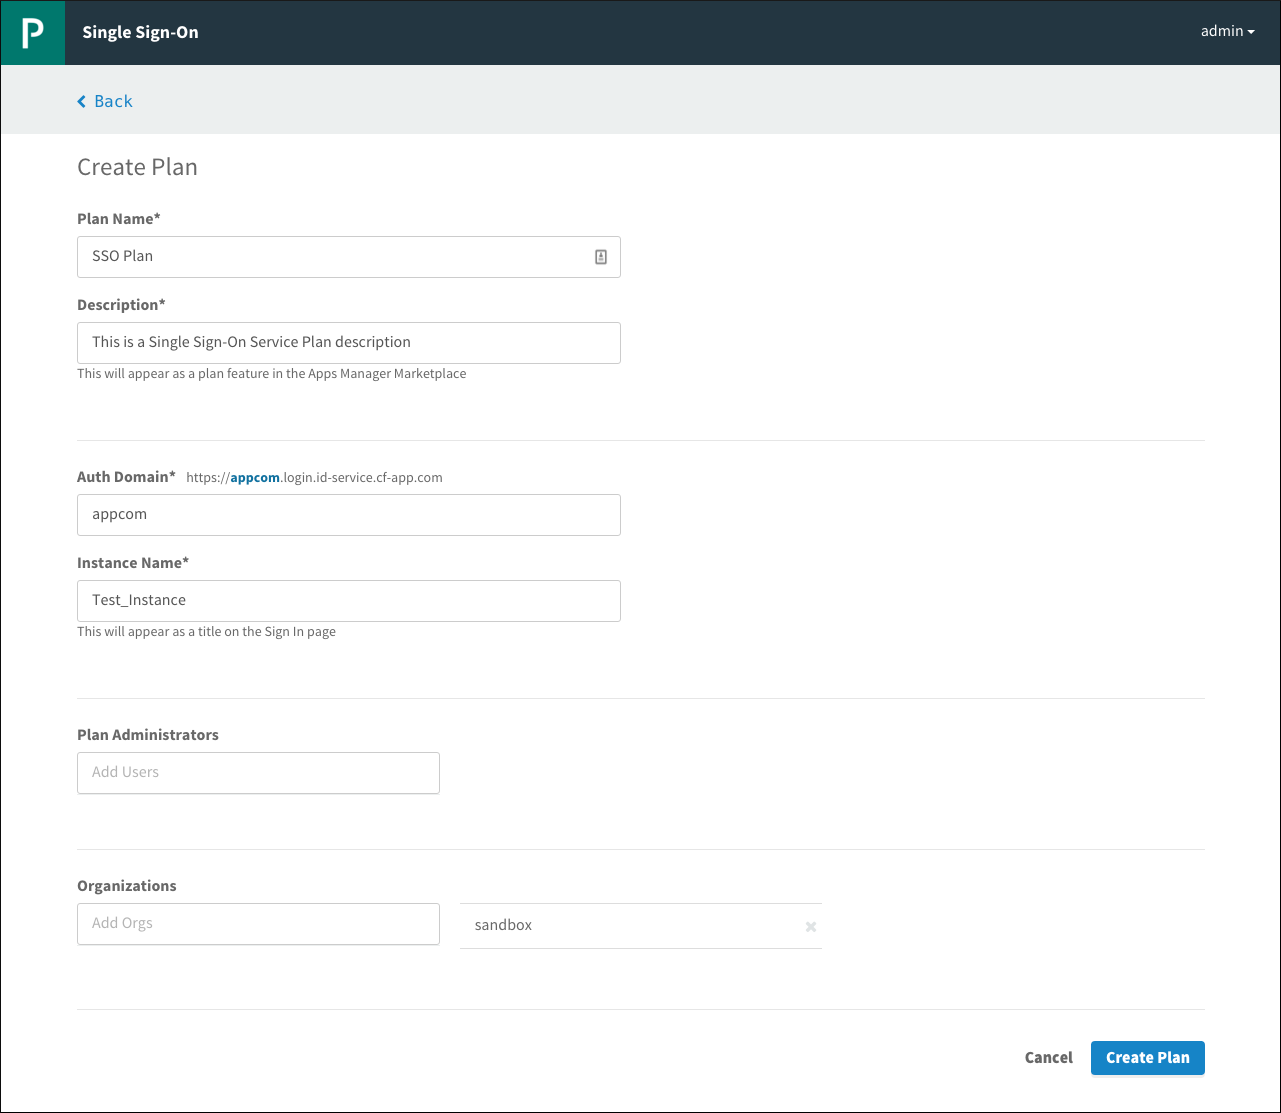 P
Single Sign-On
admin
Back
Create Plan
Plan Name*
SSO Plan
Description*
This is a Single Sign-On Service Plan description
This will appear as a plan feature in the Apps Manager Marketplace
Auth Domain* https://appcom.login.id-service.cf-app.com
appcom
Instance Name*
Test_Instance
This will appear as a title on the Sign In page
Plan Administrators
Add Users
Organizations
Add Orgs
sandbox
Cancel
Create Plan